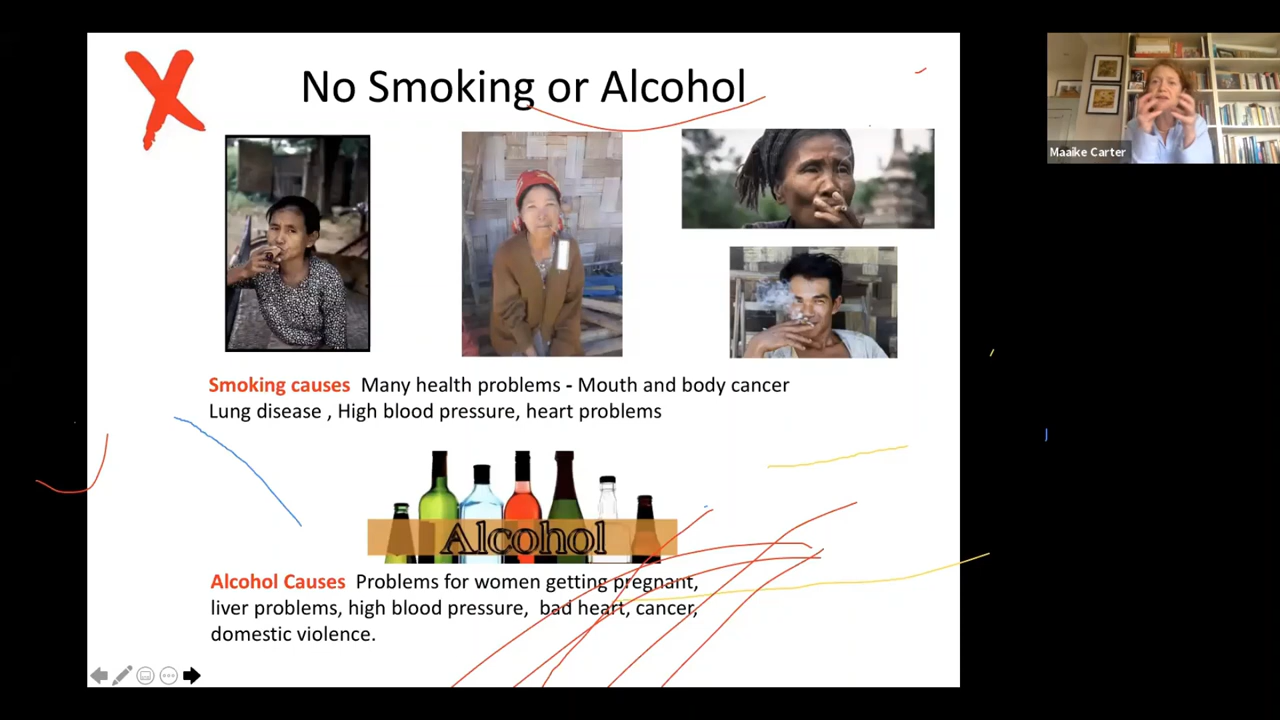 No Smoking or Alcohol
Maaike Carter
Smoking causes Many health problems - Mouth and body cancer
Lung disease , High blood pressure, heart problems
Alcohol
Alcohol Causes Problems for women getting pregnant,
liver problems, high blood pressure, bad heart, cancer,
domestic violence.